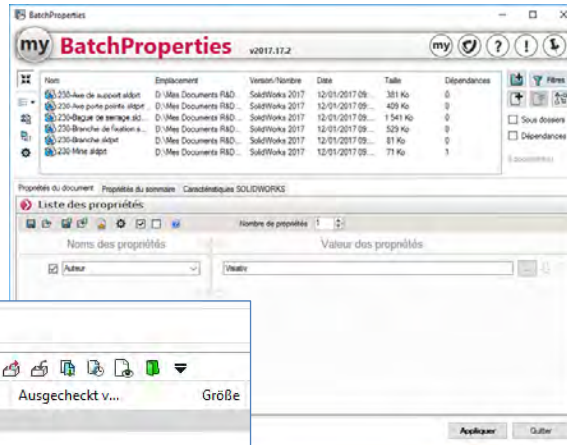 BatchProperties
my BatchProperties v2017.17.2 my ? !
Nom Emplacement Version/Nombre Date Taille Dépendances
230-Axe de support.sldprt D:\Mes Documents R&D... SolidWorks 2017 12/01/2017 09:... 381 Ko 0
230-Axe porte points.sldprt D:\Mes Documents R&D... SolidWorks 2017 12/01/2017 09:... 409 Ko 0
230-Bague de serrage.sld... D:\Mes Documents R&D... SolidWorks 2017 12/01/2017 09:... 1 541 Ko 0
230-Branche de fixation s... D:\Mes Documents R&D... SolidWorks 2017 12/01/2017 09:... 529 Ko 0
230-Branche.sldprt D:\Mes Documents R&D... SolidWorks 2017 12/01/2017 09:... 81 Ko 0
230-Mine.sldprt D:\Mes Documents R&D... SolidWorks 2017 12/01/2017 09:... 71 Ko 1
Filtres
Sous dossiers
Dépendances
Propriétés du document Propriétés du sommaire Caractéristiques SOLIDWORKS
Liste des propriétés
Nombre de propriétés 1
Noms des propriétés Valeur des propriétés
Auteur Visiativ ...
Ausgecheckt v... Größe
Appliquer Quitter